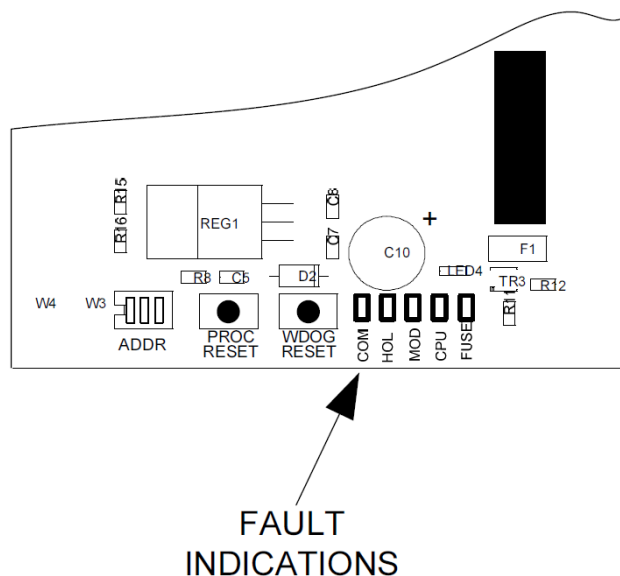 R15
R16
REG1
C8
C7
+
C10
F1
R8
C5
D2
LED4
TR3
R12
R11
W4
W3
ADDR
PROC
RESET
WDOG
RESET
COM
HOL
MOD
CPU
FUSE
FAULT
INDICATIONS